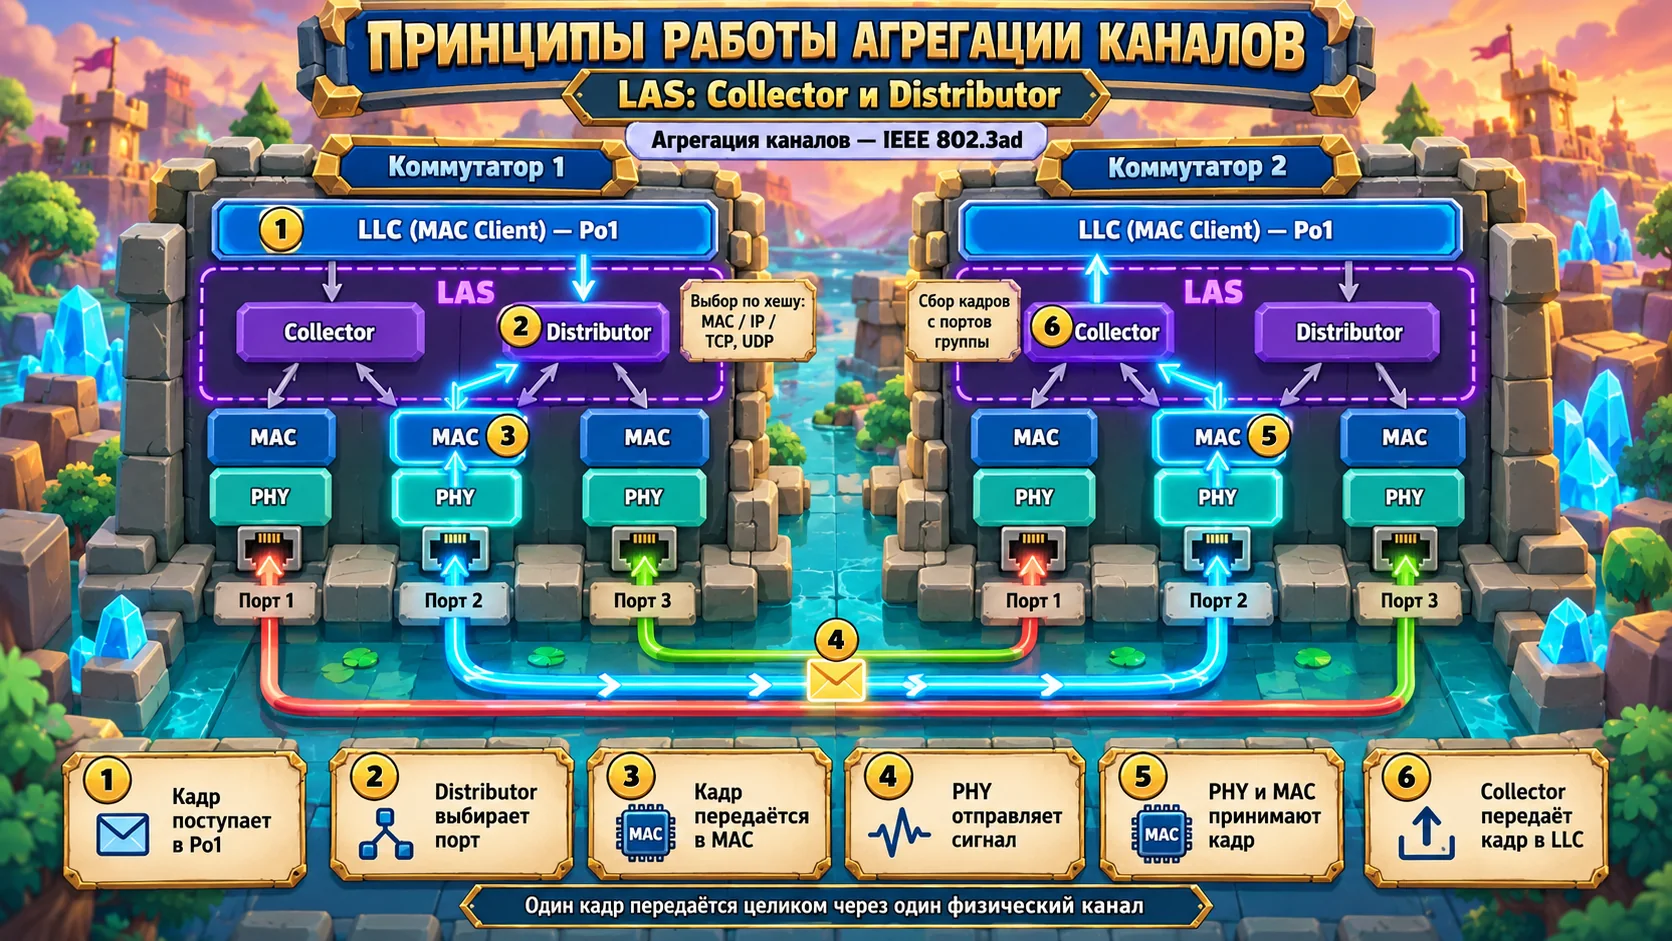 ПРИНЦИПЫ РАБОТЫ АГРЕГАЦИИ КАНАЛОВ
LAS: Collector и Distributor
Агрегация каналов — IEEE 802.3ad
Коммутатор 1
1
LLC (MAC Client) — Po1
LAS
Collector
2
Distributor
Выбор по хешу:
MAC / IP /
TCP, UDP
MAC
MAC
3
MAC
PHY
PHY
PHY
Порт 1
Порт 2
Порт 3
Коммутатор 2
LLC (MAC Client) — Po1
LAS
Сбор кадров
с портов
группы
6
Collector
Distributor
MAC
MAC
5
MAC
PHY
PHY
PHY
Порт 1
Порт 2
Порт 3
4
1
Кадр
поступает
в Po1
2
Distributor
выбирает
порт
3
MAC
Кадр
передаётся
в MAC
4
PHY
отправляет
сигнал
5
MAC
PHY и MAC
принимают
кадр
6
Collector
передаёт
кадр в LLC
Один кадр передаётся целиком через один физический канал